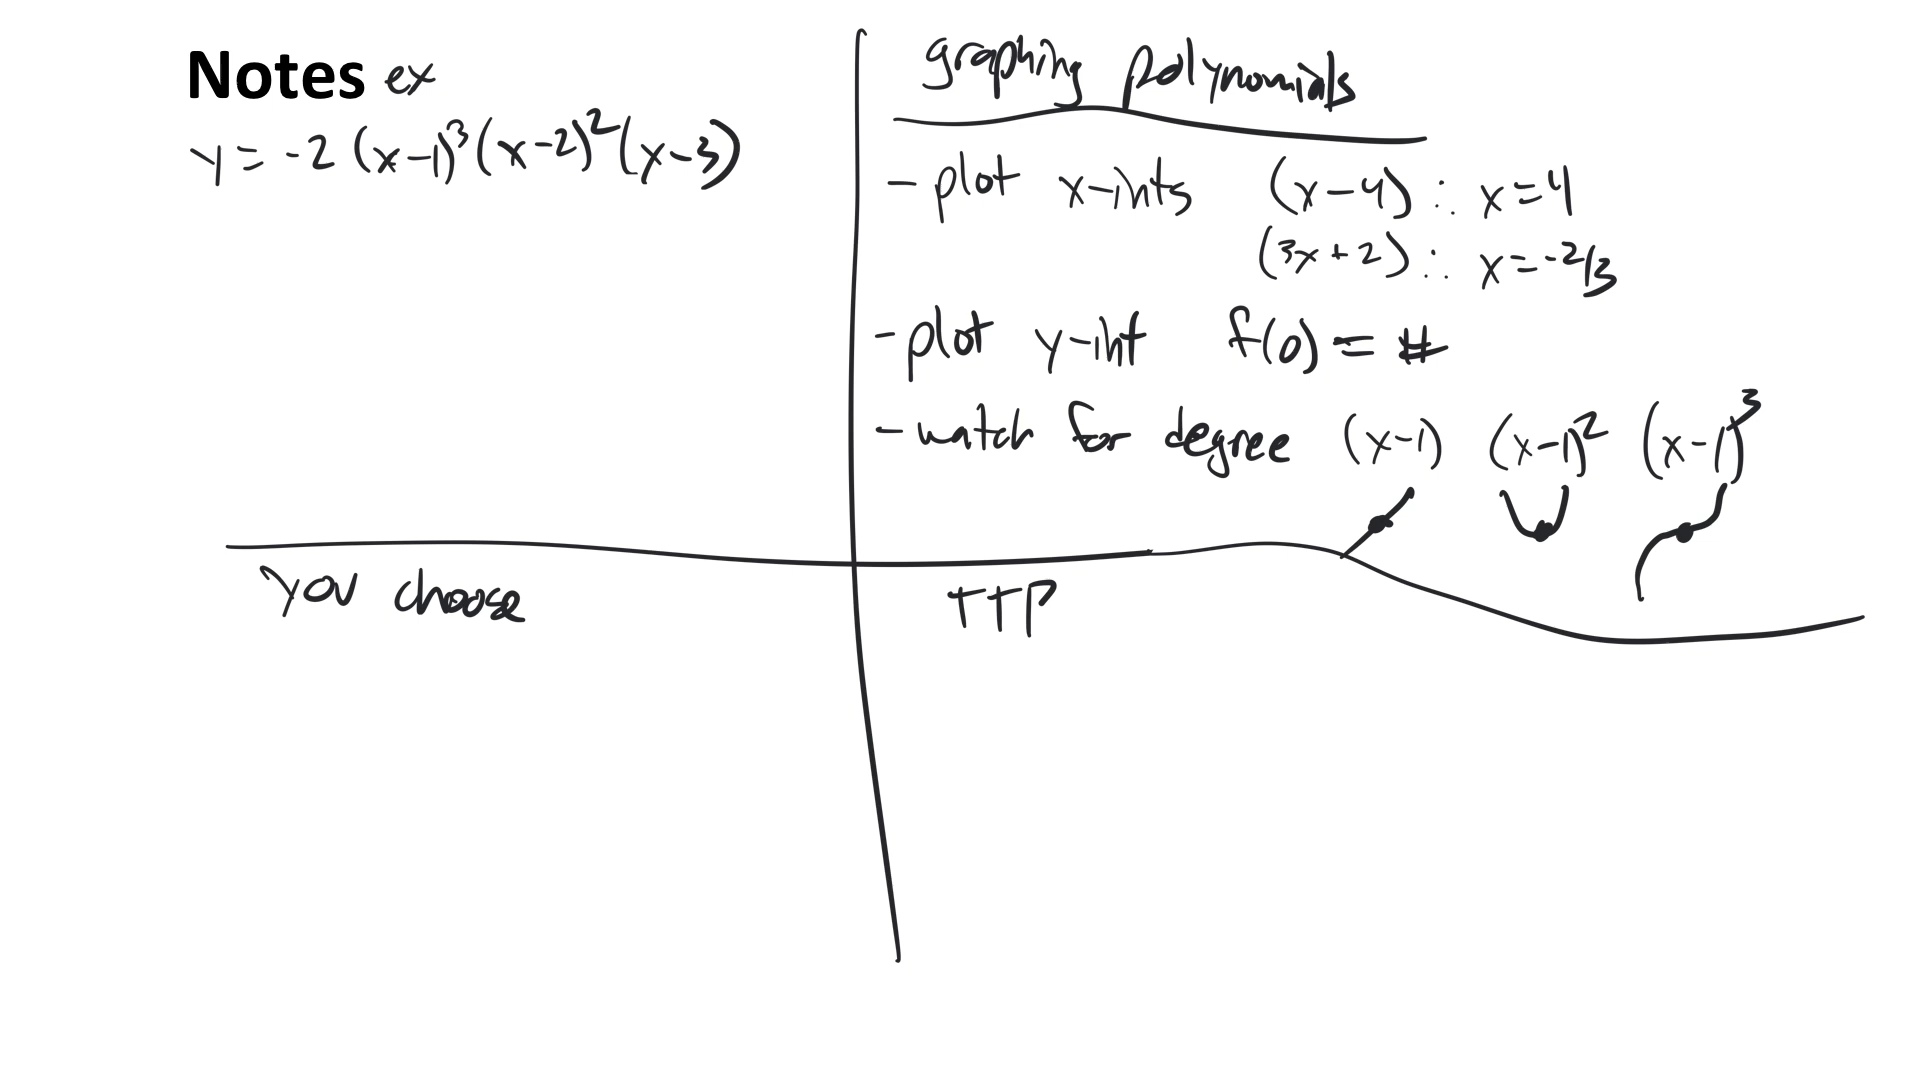 Notes ex
y = -2 (x-1)³(x-2)²(x-3)
graphing polynomials
- plot x-ints (x-4) ∴ x=4
(3x+2) ∴ x=-2/3
- plot y-int f(0) = #
- watch for degree (x-1) (x-1)² (x-1)³
you choose
TTP